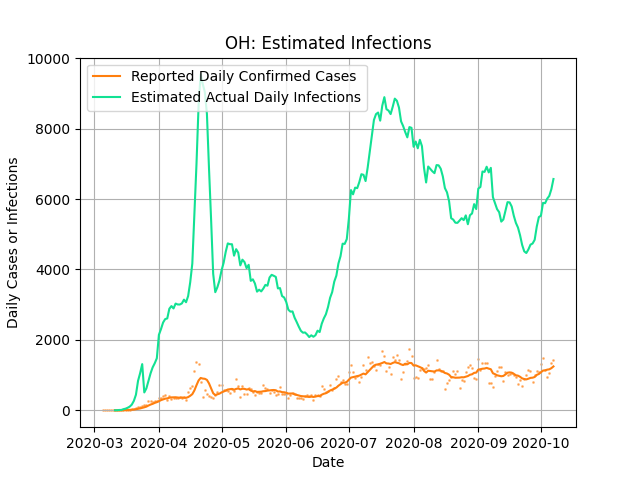 OH: Estimated Infections
Reported Daily Confirmed Cases
Estimated Actual Daily Infections
Daily Cases or Infections
10000
8000
6000
4000
2000
0
2020-03 2020-04 2020-05 2020-06 2020-07 2020-08 2020-09 2020-10
Date